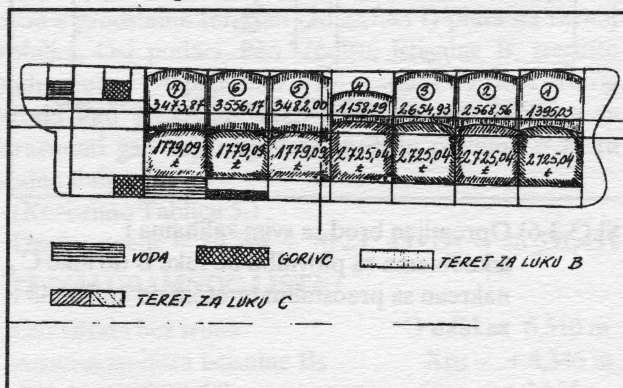 7 6 5 4 3 2 1
3473,87 3556,17 3482,00 1158,29 2654,93 2568,56 1395,03
1779,09 1779,09 1779,09 2725,04 2725,04 2725,04 2725,04
t t t t t t t
VODA GORIVO TERET ZA LUKU B
TERET ZA LUKU C